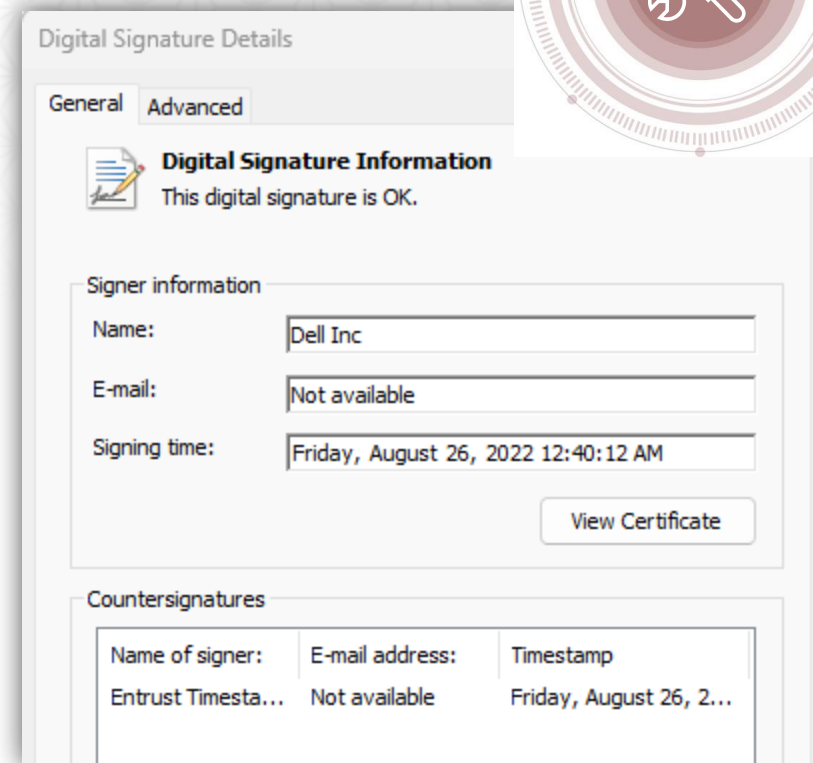 Digital Signature Details
General Advanced
Digital Signature Information
This digital signature is OK.
Signer information
Name: Dell Inc
E-mail: Not available
Signing time: Friday, August 26, 2022 12:40:12 AM
View Certificate
Countersignatures
Name of signer: E-mail address: Timestamp
Entrust Timesta... Not available Friday, August 26, 2...